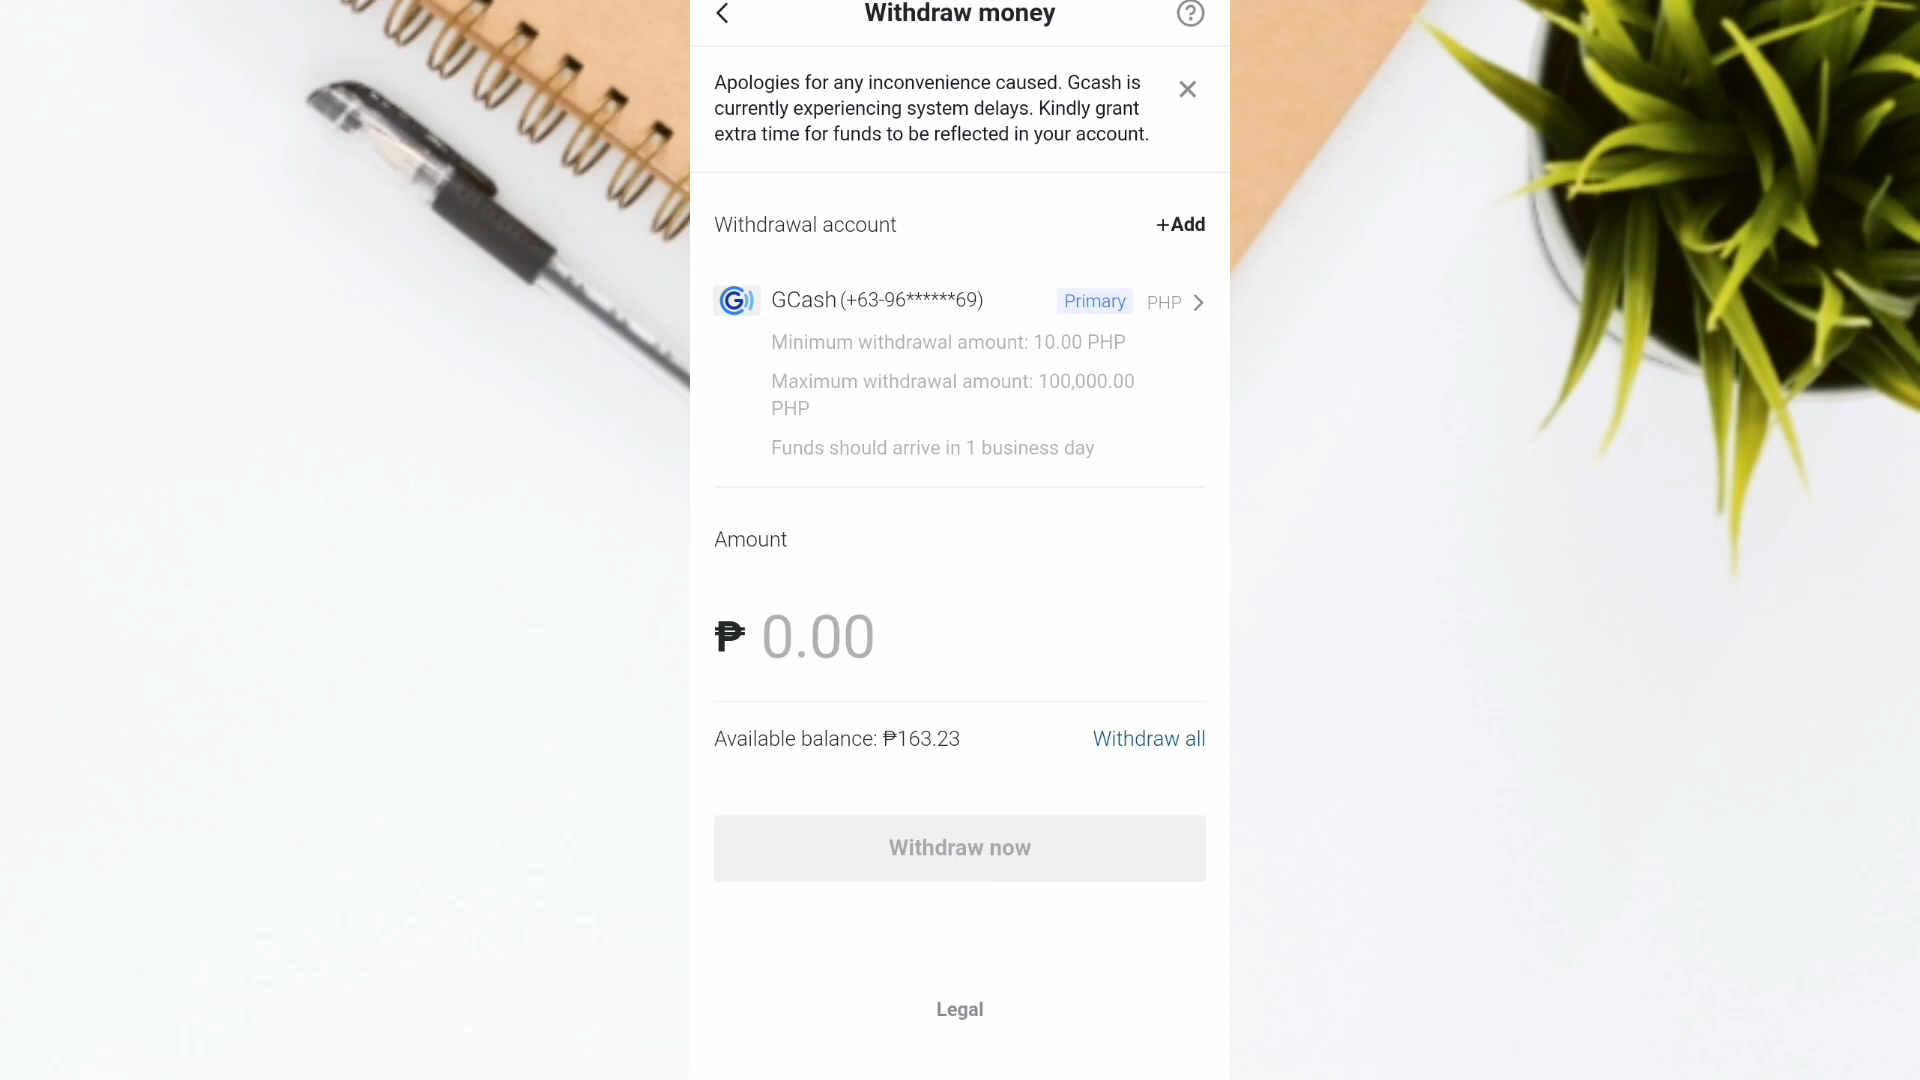 Withdraw money
Apologies for any inconvenience caused. Gcash is
currently experiencing system delays. Kindly grant
extra time for funds to be reflected in your account.
Withdrawal account +Add
GCash (+63-96******69) Primary PHP
Minimum withdrawal amount: 10.00 PHP
Maximum withdrawal amount: 100,000.00
PHP
Funds should arrive in 1 business day
Amount
₱ 0.00
Available balance: ₱163.23 Withdraw all
Withdraw now
Legal